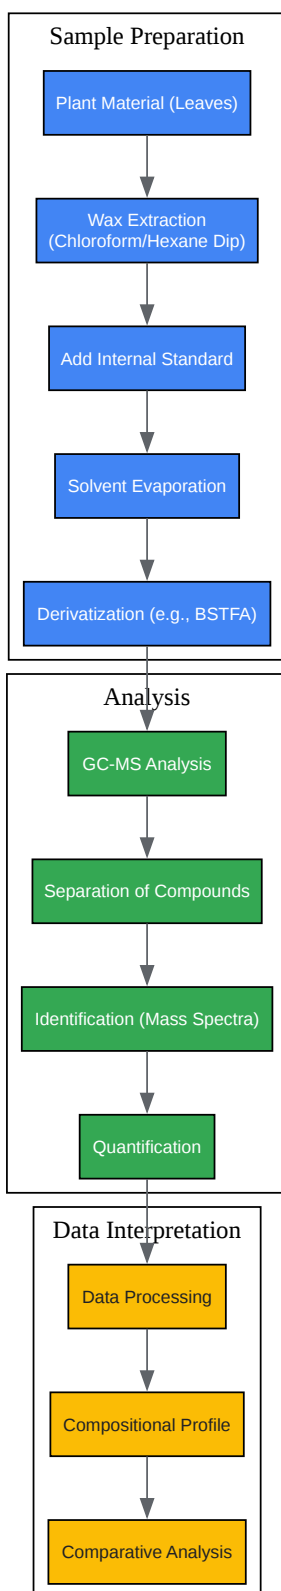 Sample Preparation
Plant Material (Leaves)
Wax Extraction
(Chloroform/Hexane Dip)
Add Internal Standard
Solvent Evaporation
Derivatization (e.g., BSTFA)
Analysis
GC-MS Analysis
Separation of Compounds
Identification (Mass Spectra)
Quantification
Data Interpretation
Data Processing
Compositional Profile
Comparative Analysis